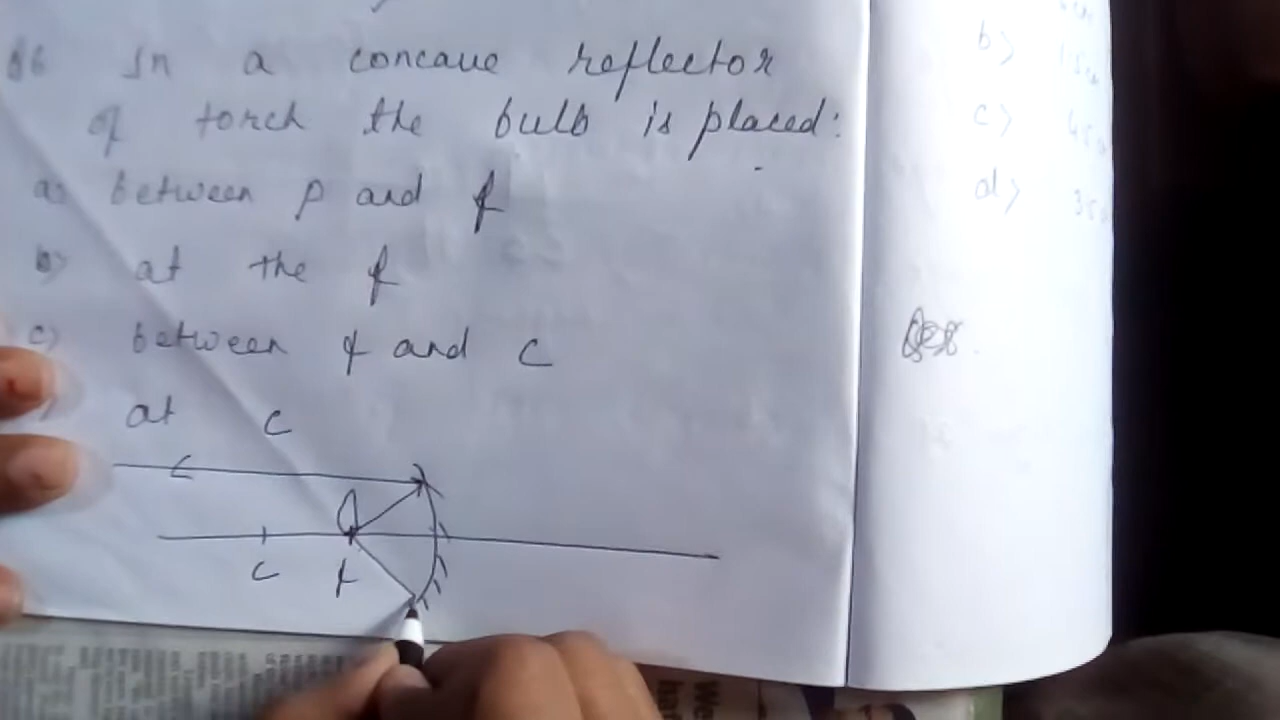 In a concave reflector
of torch the bulb is placed:
a) between p and f
b) at the f
c) between f and C
at C
C f
b)
c)
d)